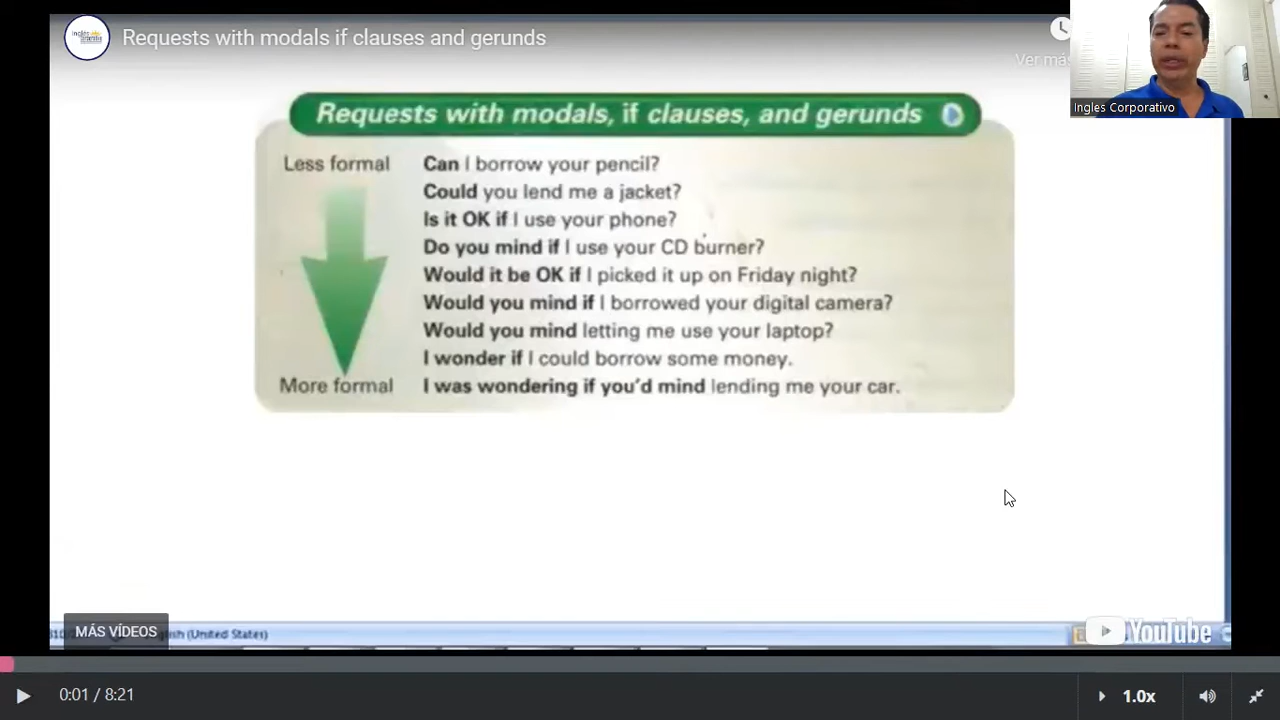 Requests with modals if clauses and gerunds
Ver más
Ingles Corporativo
Requests with modals, if clauses, and gerunds
Less formal
Can I borrow your pencil?
Could you lend me a jacket?
Is it OK if I use your phone?
Do you mind if I use your CD burner?
Would it be OK if I picked it up on Friday night?
Would you mind if I borrowed your digital camera?
Would you mind letting me use your laptop?
I wonder if I could borrow some money.
More formal
I was wondering if you'd mind lending me your car.
MÁS VÍDEOS
(United States)
YouTube
0:01 / 8:21
1.0x